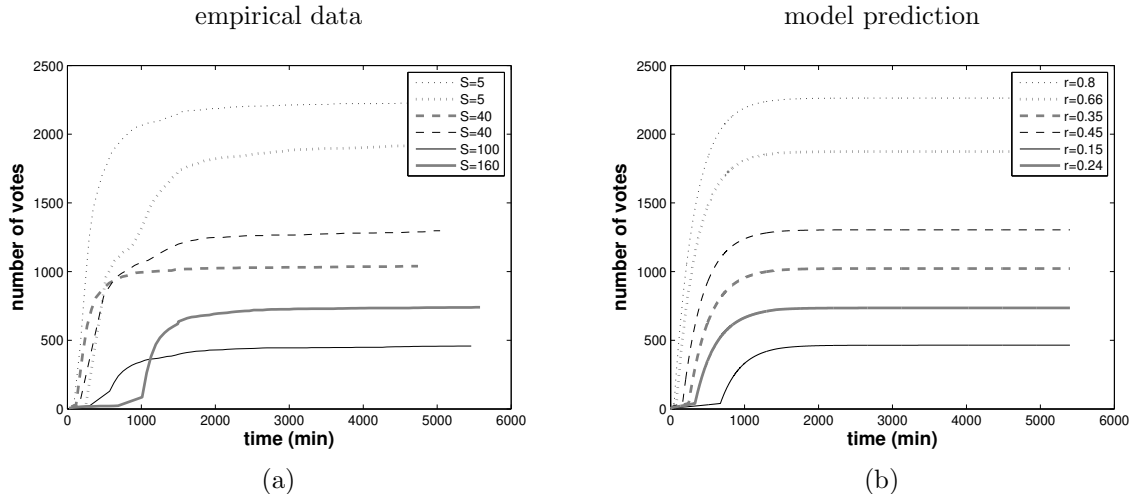 empirical data
2500
2000
1500
1000
500
0
0 1000 2000 3000 4000 5000 6000
number of votes
time (min)
S=5
S=5
S=40
S=40
S=100
S=160
(a)
model prediction
2500
2000
1500
1000
500
0
0 1000 2000 3000 4000 5000 6000
number of votes
time (min)
r=0.8
r=0.66
r=0.35
r=0.45
r=0.15
r=0.24
(b)